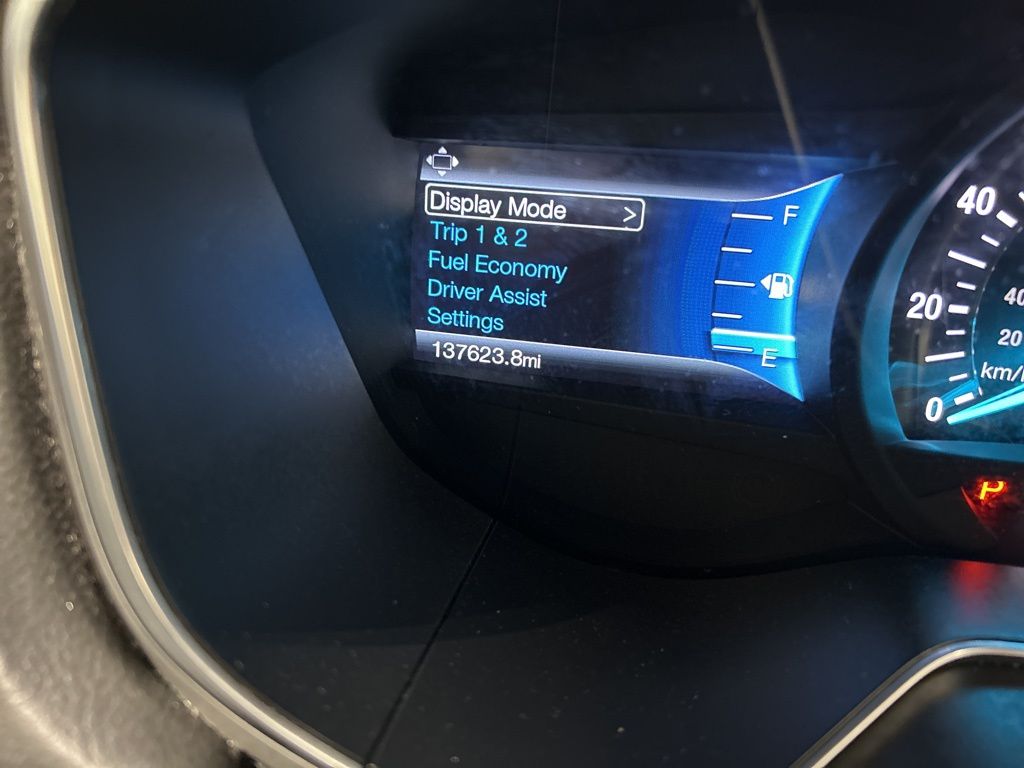 Display Mode >
Trip 1 & 2
Fuel Economy
Driver Assist
Settings
137623.8mi
F
E
40
20
0
40
20
km/
P